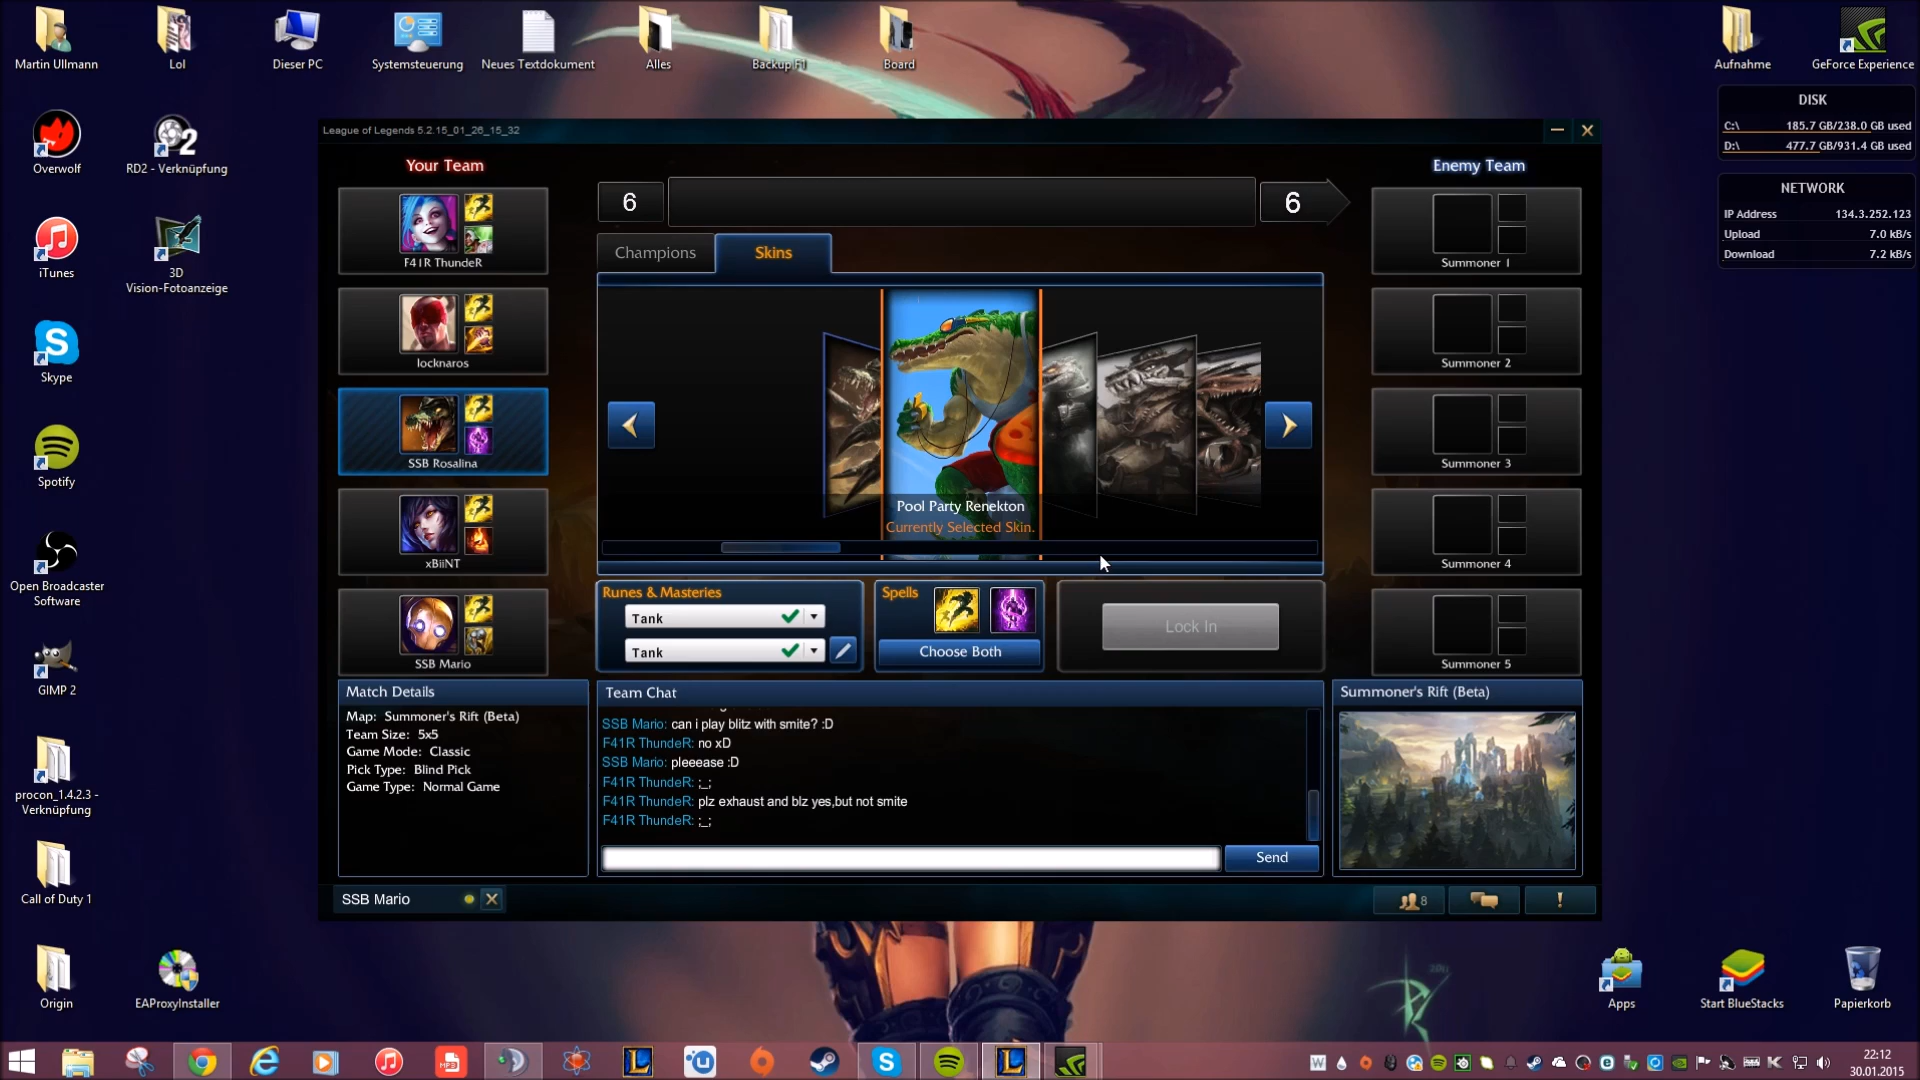 Martin Ullmann
Lol
Dieser PC
Systemsteuerung
Neues Textdokument
Alles
Backup F1
Board
Aufnahme
GeForce Experience
DISK
C:\ 185.7 GB/238.0 GB used
D:\ 477.7 GB/931.4 GB used
NETWORK
IP Address 134.3.252.123
Upload 7.0 kB/s
Download 7.2 kB/s
Overwolf
2
RD2 - Verknüpfung
iTunes
3D
Vision-Fotoanzeige
Skype
Spotify
Open Broadcaster
Software
GIMP 2
procon_1.4.2.3 -
Verknüpfung
Call of Duty 1
Origin
EAProxyInstaller
League of Legends 5.2.15_01_26_15_32
Your Team
6
6
Enemy Team
F41R ThundeR
locknaros
SSB Rosalina
xBiiNT
SSB Mario
Champions
Skins
Pool Party Renekton
Currently Selected Skin.
Summoner 1
Summoner 2
Summoner 3
Summoner 4
Summoner 5
Runes & Masteries
Tank
Tank
Spells
Choose Both
Lock In
Match Details
Map: Summoner's Rift (Beta)
Team Size: 5x5
Game Mode: Classic
Pick Type: Blind Pick
Game Type: Normal Game
Team Chat
SSB Mario: can i play blitz with smite? :D
F41R ThundeR: no xD
SSB Mario: pleeease :D
F41R ThundeR: ;_;
F41R ThundeR: plz exhaust and blz yes,but not smite
F41R ThundeR: ;_;
Send
Summoner's Rift (Beta)
SSB Mario
8
!
Apps
Start BlueStacks
Papierkorb
22:12
30.01.2015